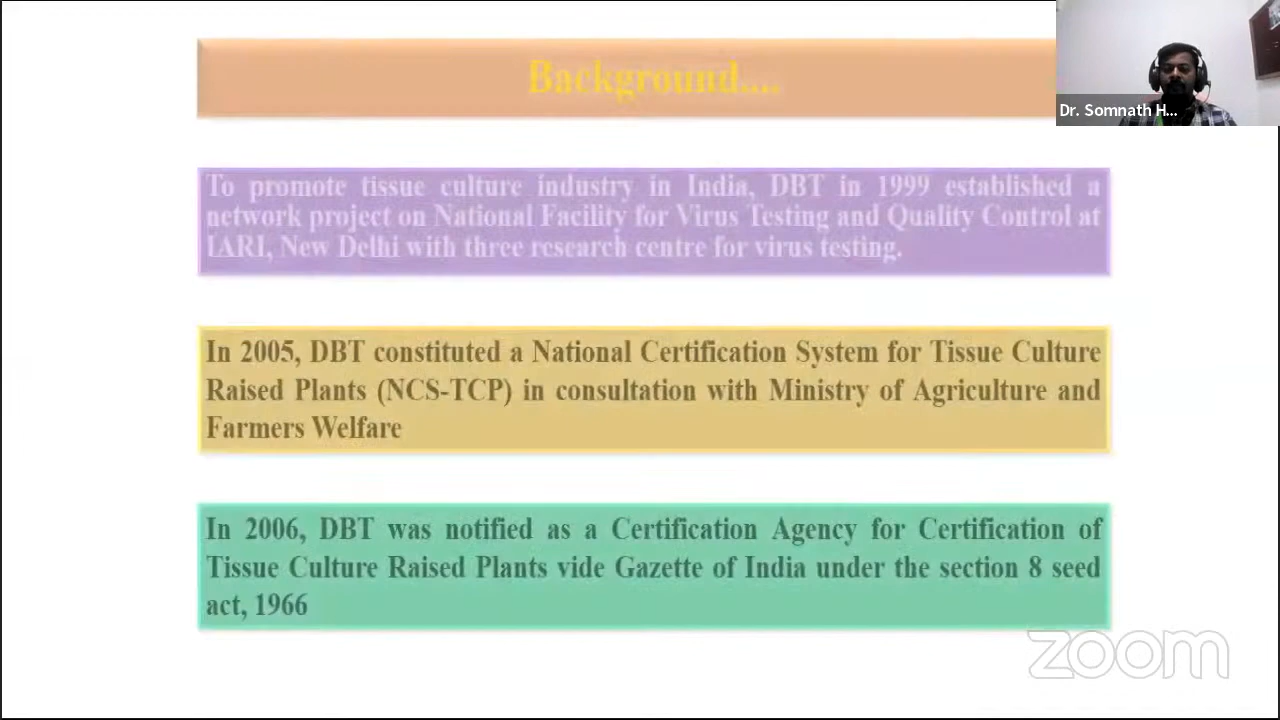 Background....
Dr. Somnath H...
To promote tissue culture industry in India, DBT in 1999 established a
network project on National Facility for Virus Testing and Quality Control at
IARI, New Delhi with three research centre for virus testing.
In 2005, DBT constituted a National Certification System for Tissue Culture
Raised Plants (NCS-TCP) in consultation with Ministry of Agriculture and
Farmers Welfare
In 2006, DBT was notified as a Certification Agency for Certification of
Tissue Culture Raised Plants vide Gazette of India under the section 8 seed
act, 1966
zoom